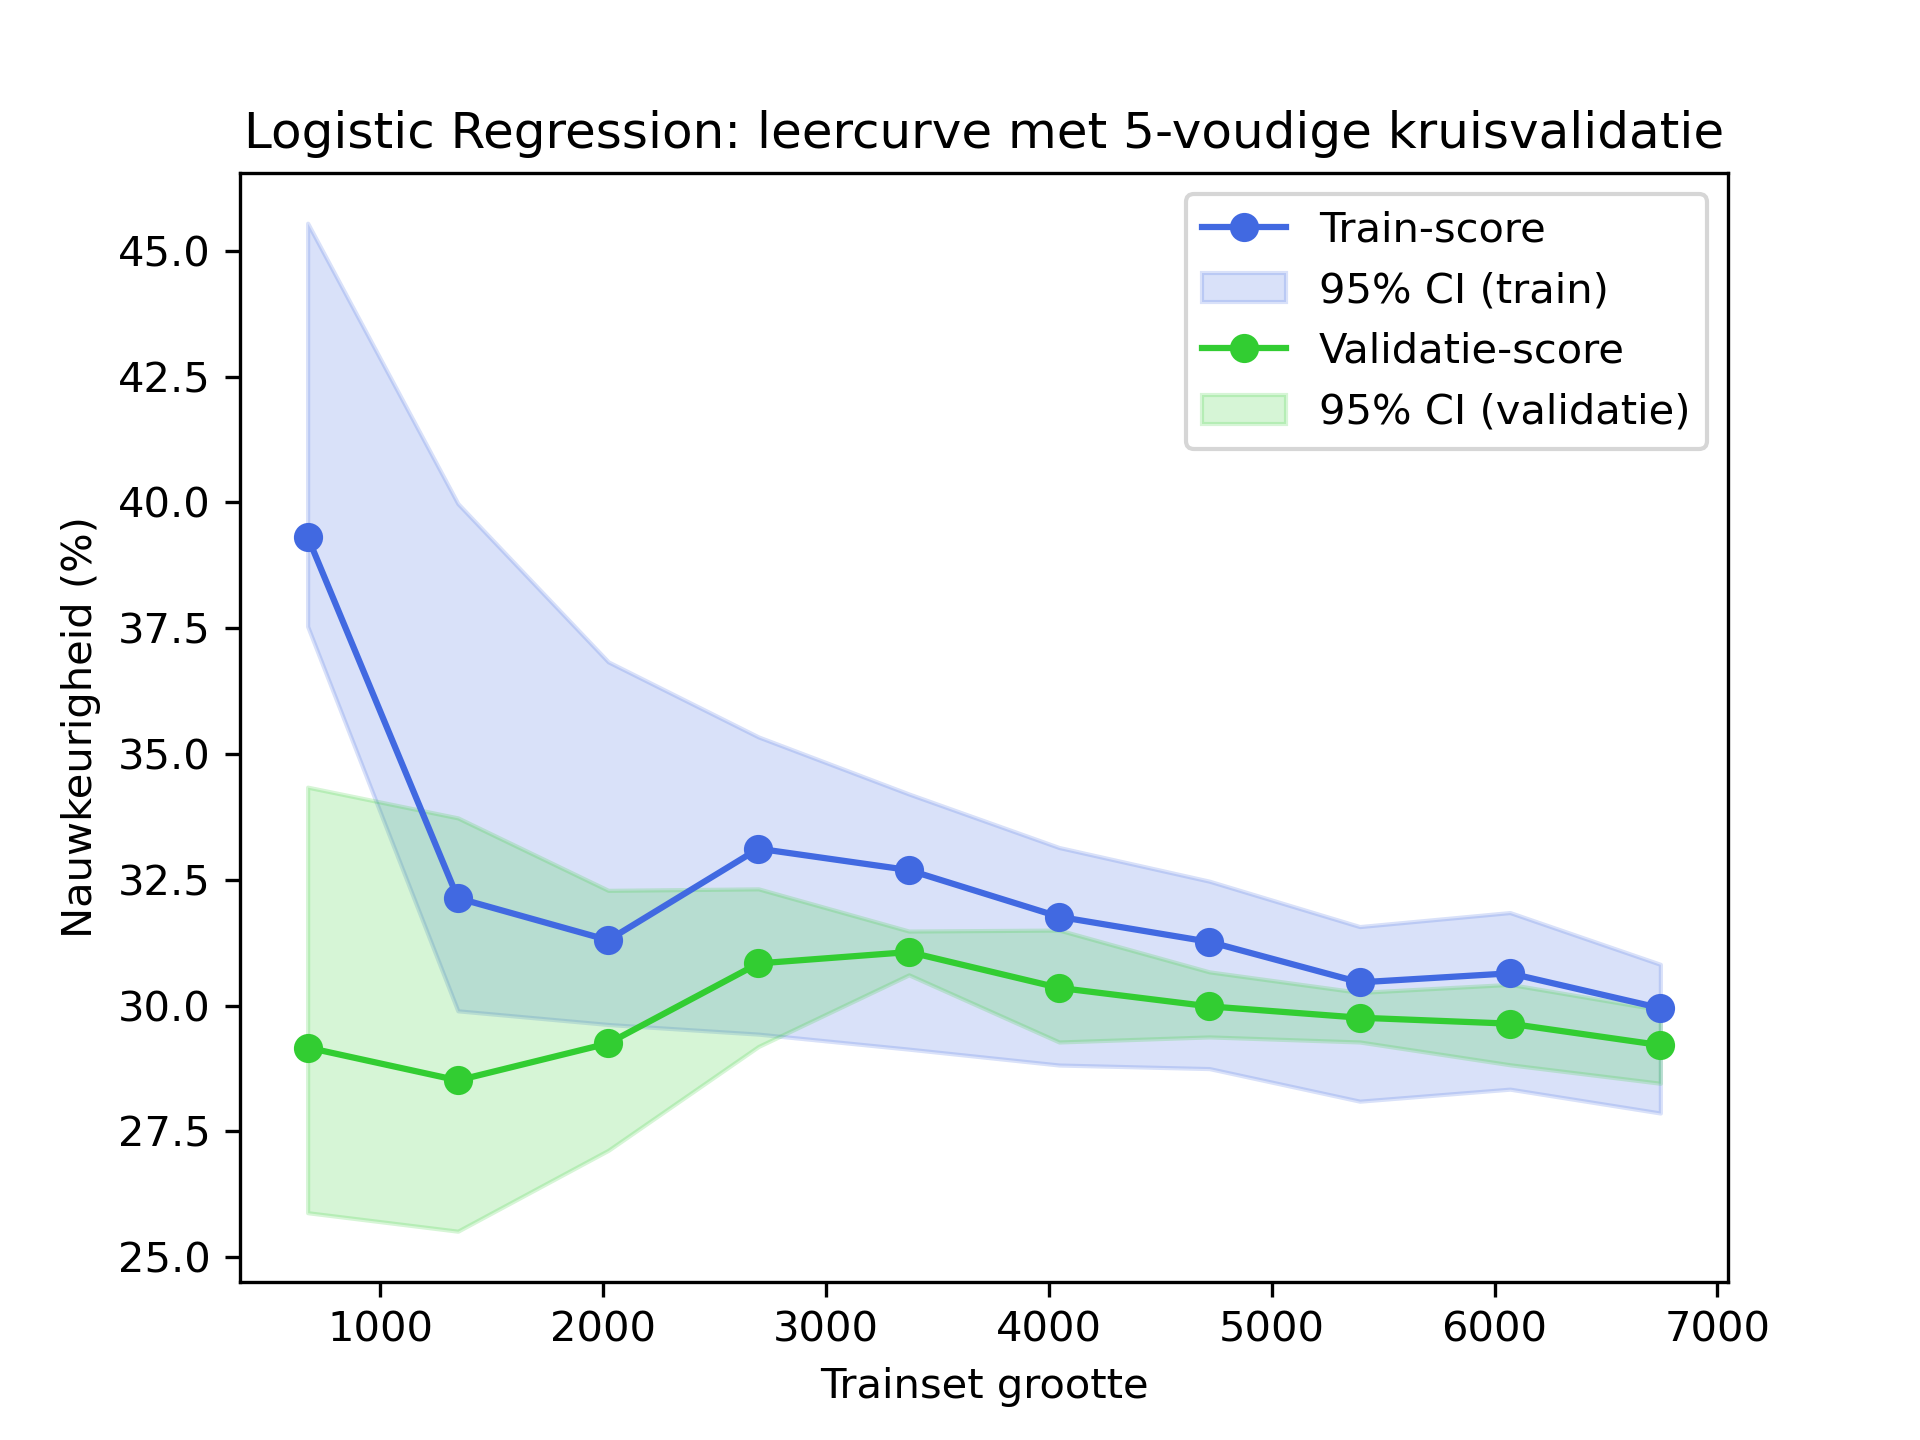 Logistic Regression: leercurve met 5-voudige kruisvalidatie
Train-score
95% CI (train)
Validatie-score
95% CI (validatie)
Nauwkeurigheid (%)
45.0
42.5
40.0
37.5
35.0
32.5
30.0
27.5
25.0
1000 2000 3000 4000 5000 6000 7000
Trainset grootte